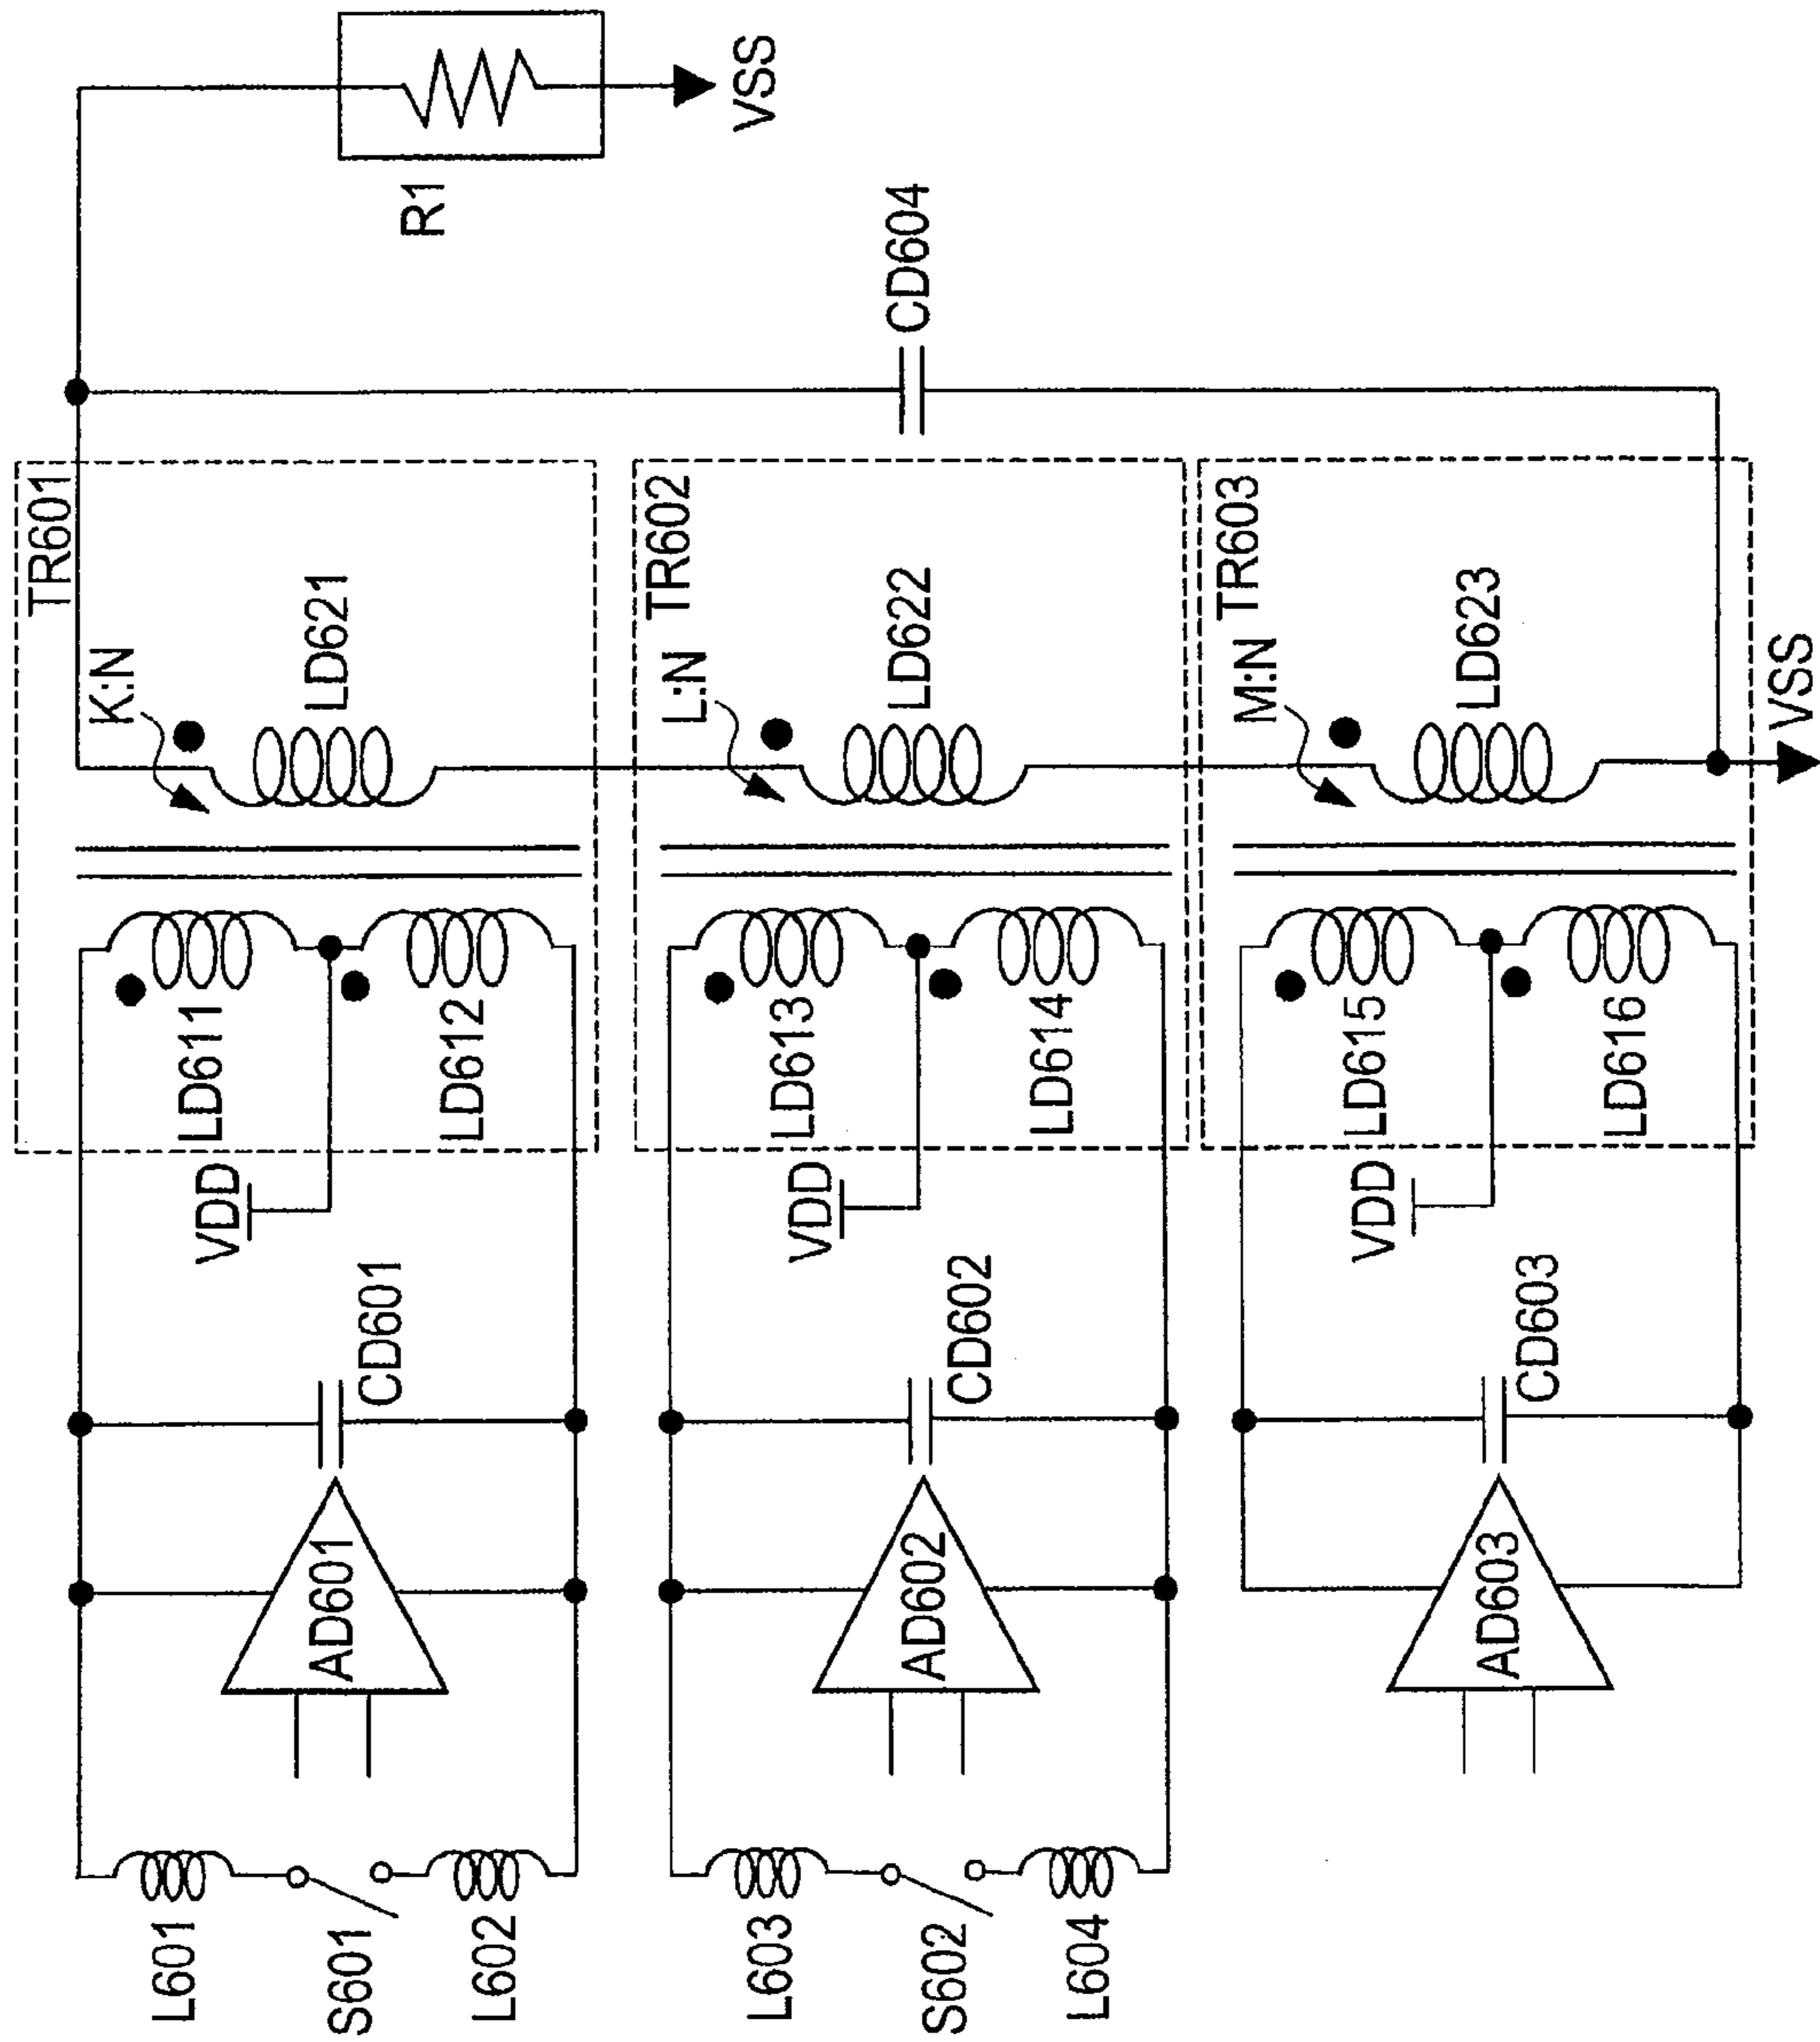 L601
S601
L602
AD601
CD601
VDD
LD611
LD612
TR601
K:N
LD621
L603
S602
L604
AD602
CD602
VDD
LD613
LD614
TR602
L:N
LD622
AD603
CD603
VDD
LD615
LD616
TR603
M:N
LD623
VSS
CD604
R1
VSS